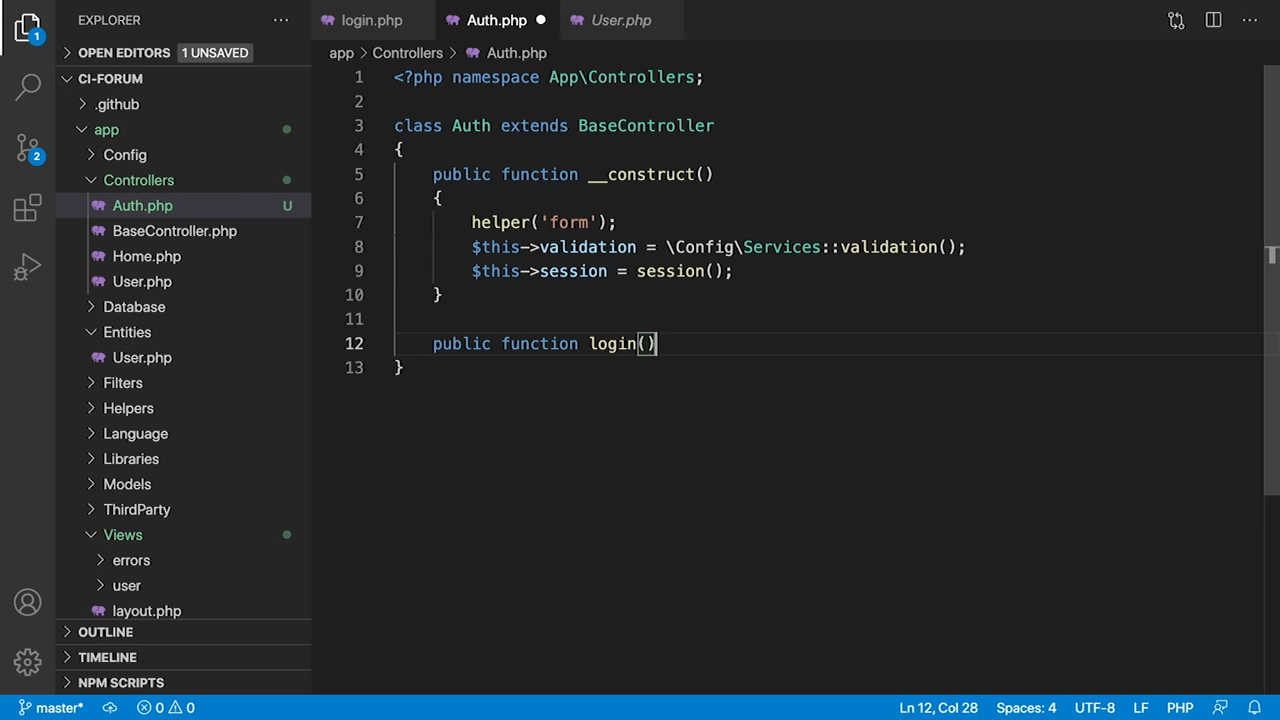 EXPLORER
1
OPEN EDITORS 1 UNSAVED
CI-FORUM
.github
app
Config
2
Controllers
Auth.php U
BaseController.php
Home.php
User.php
Database
Entities
User.php
Filters
Helpers
Language
Libraries
Models
ThirdParty
Views
errors
user
layout.php
OUTLINE
TIMELINE
NPM SCRIPTS
login.php Auth.php User.php
app > Controllers > Auth.php
1 <?php namespace App\Controllers;
2
3 class Auth extends BaseController
4 {
5 public function __construct()
6 {
7 helper('form');
8 $this->validation = \Config\Services::validation();
9 $this->session = session();
10 }
11
12 public function login()
13 }
master* 0 0 Ln 12, Col 28 Spaces: 4 UTF-8 LF PHP